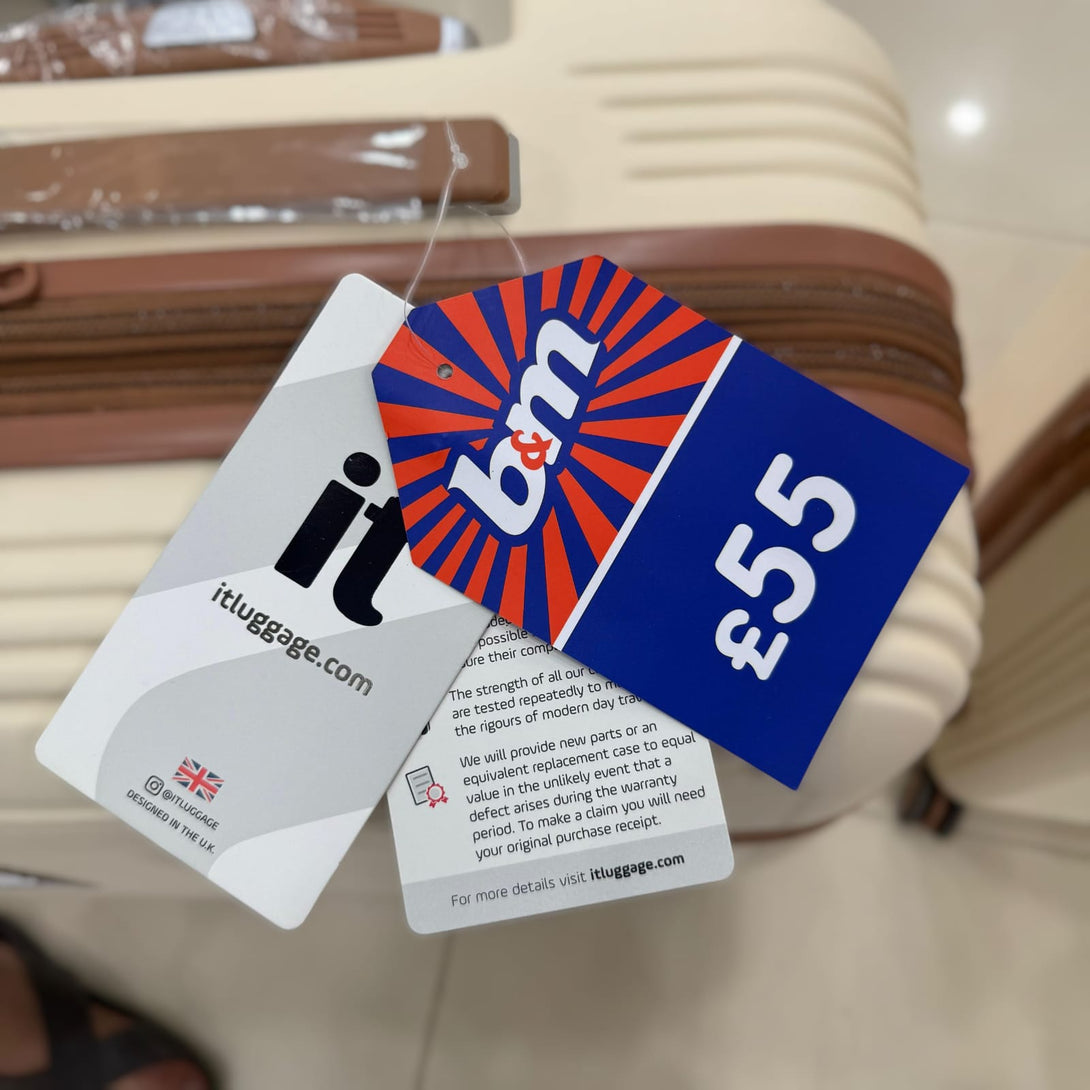 b&m
£55
it
itluggage.com
@ITLUGGAGE
DESIGNED IN THE U.K.
possible
their
The strength of all our
are tested repeatedly to
the rigours of modern day
We will provide new parts or an
equivalent replacement case to equal
value in the unlikely event that a
defect arises during the warranty
period. To make a claim you will need
your original purchase receipt.
For more details visit itluggage.com